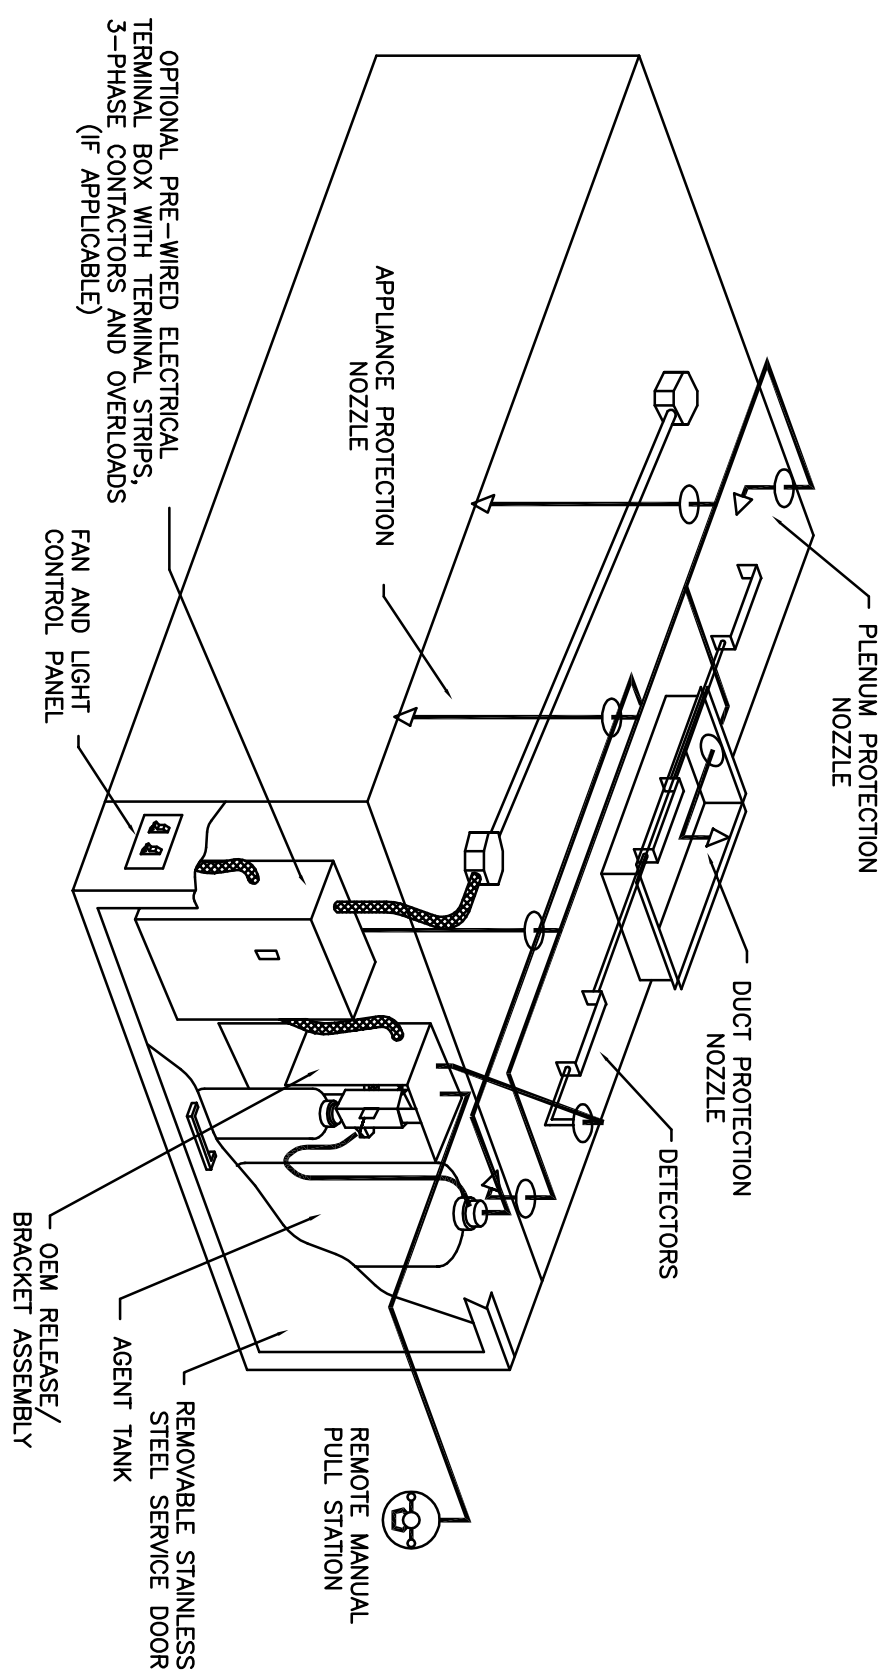 OPTIONAL PRE-WIRED ELECTRICAL
TERMINAL BOX WITH TERMINAL STRIPS,
3-PHASE CONTACTORS AND OVERLOADS
(IF APPLICABLE)
APPLIANCE PROTECTION
NOZZLE
PLENUM PROTECTION
NOZZLE
FAN AND LIGHT
CONTROL PANEL
DUCT PROTECTION
NOZZLE
DETECTORS
OEM RELEASE/
BRACKET ASSEMBLY
AGENT TANK
REMOVABLE STAINLESS
STEEL SERVICE DOOR
REMOTE MANUAL
PULL STATION